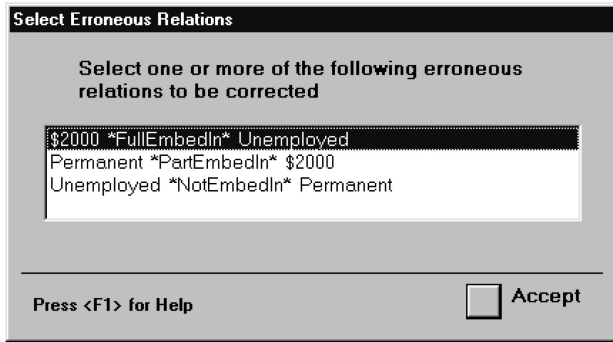 Select Erroneous Relations
Select one or more of the following erroneous
relations to be corrected
$2000 *FullEmbedIn* Unemployed
Permanent *PartEmbedIn* $2000
Unemployed *NotEmbedIn* Permanent
Press <F1> for Help
Accept